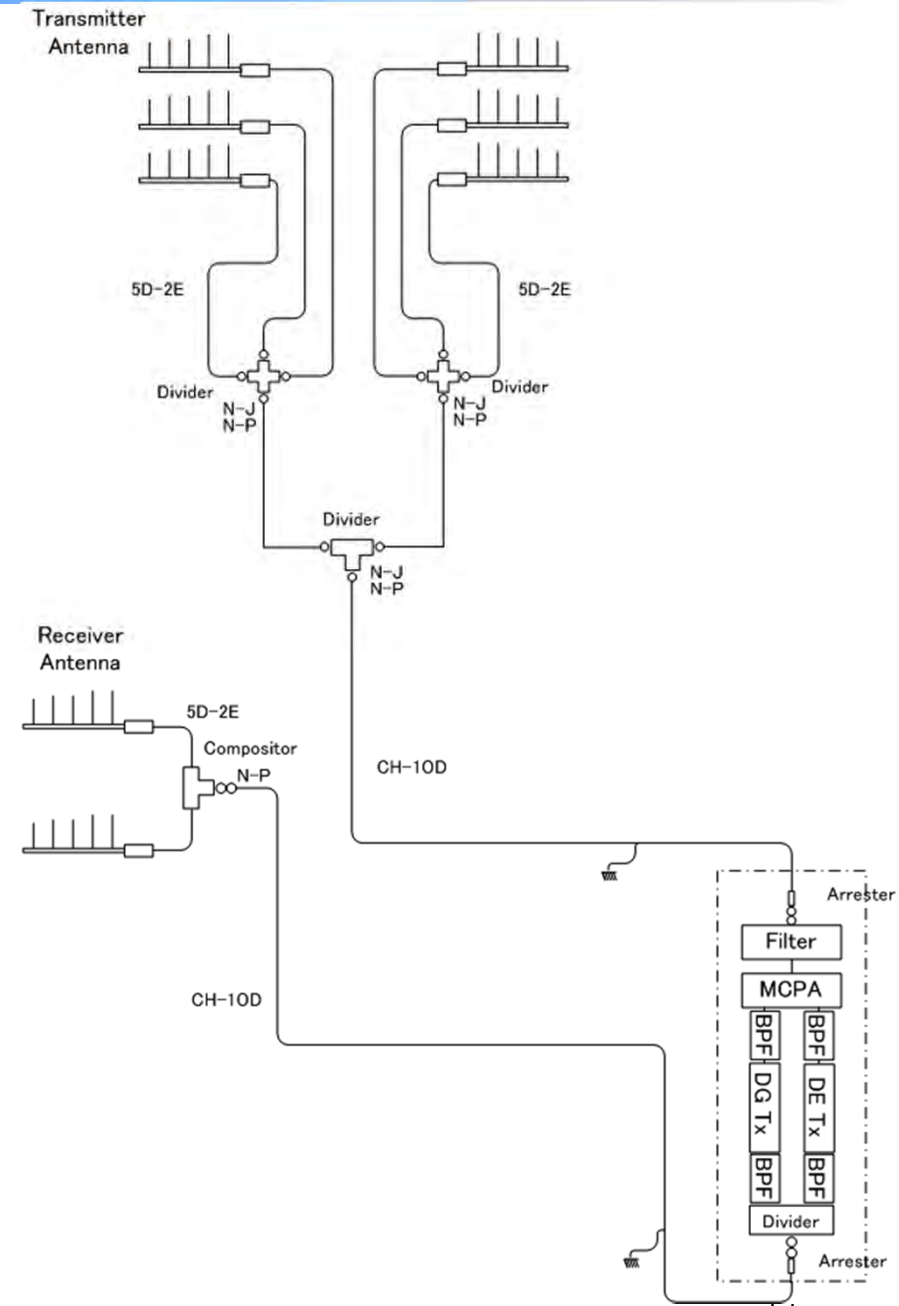 Transmitter
Antenna
5D-2E
5D-2E
Divider
Divider
N-J
N-P
N-J
N-P
Divider
N-J
N-P
Receiver
Antenna
5D-2E
Compositor
N-P
CH-10D
Arrester
Filter
MCPA
BPF
BPF
CH-10D
DG Tx
DE Tx
BPF
BPF
Divider
Arrester